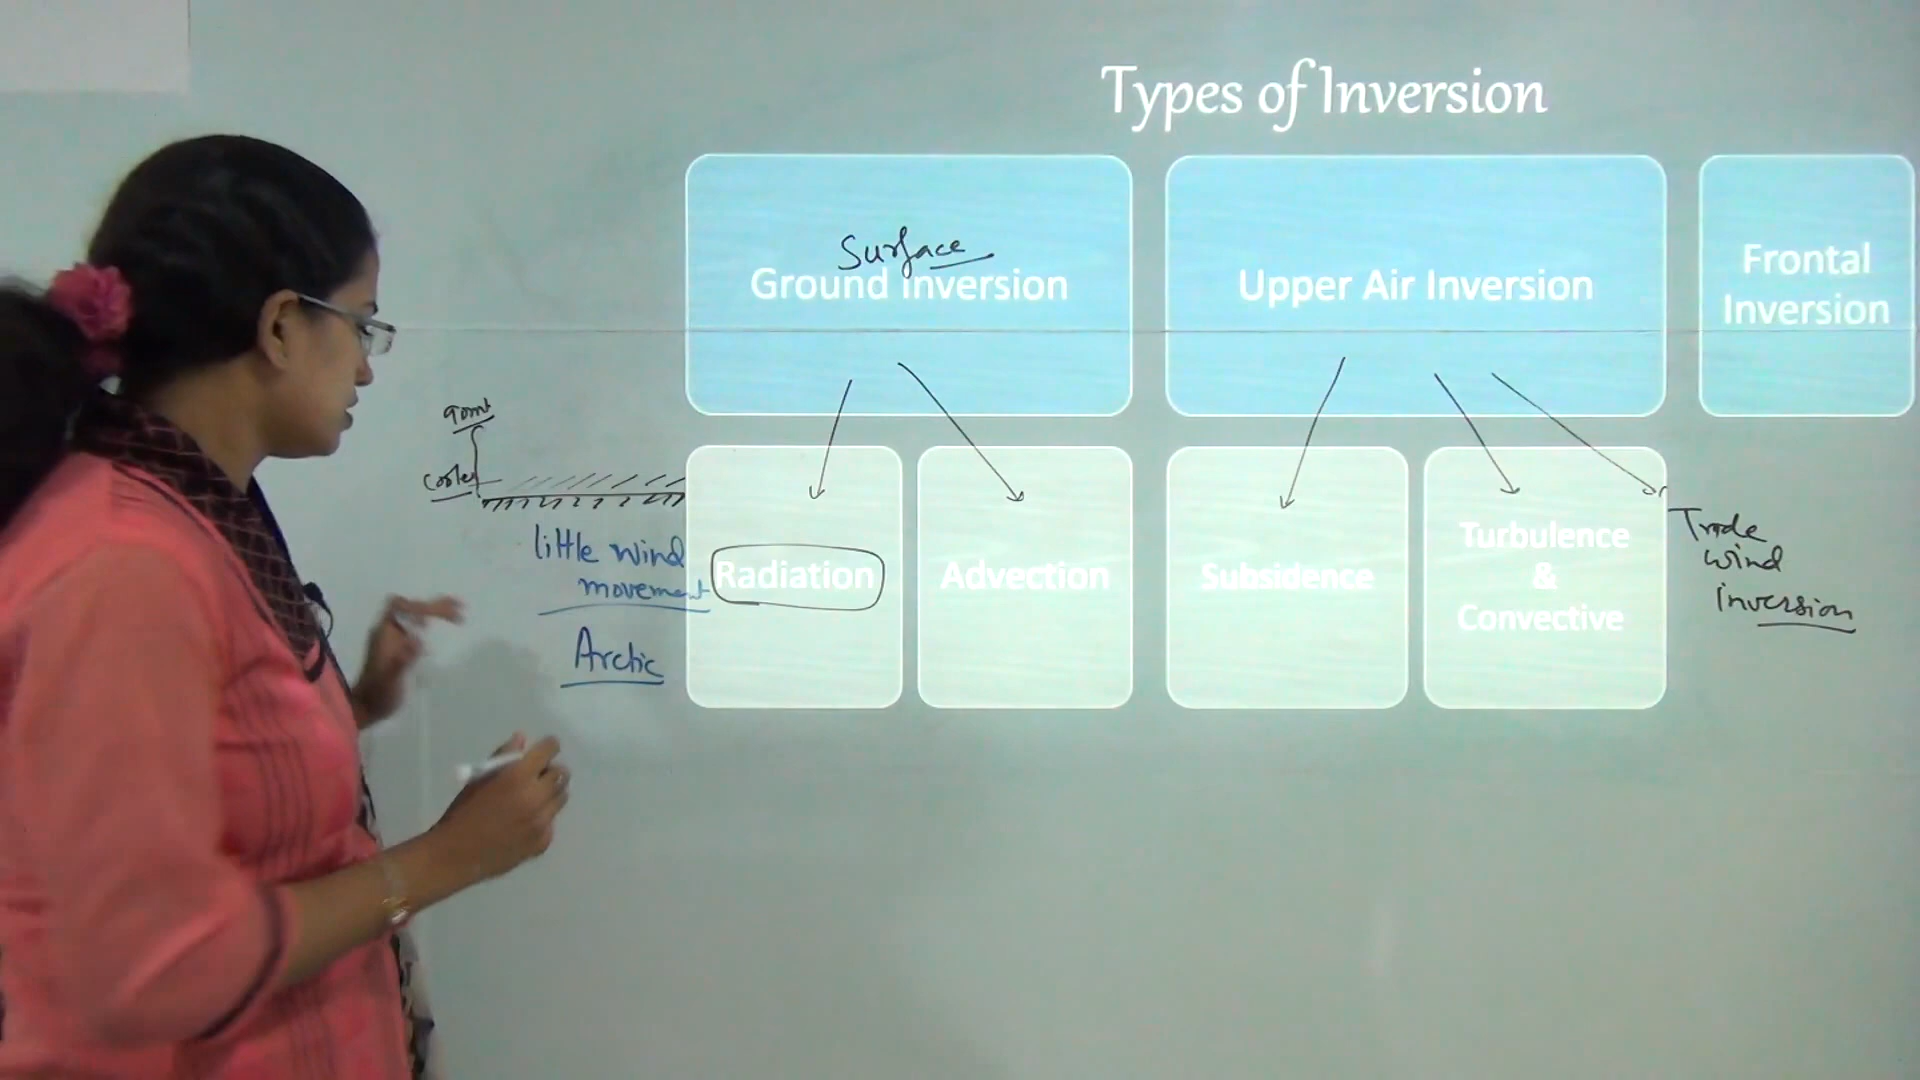 Types of Inversion
Surface
Ground inversion
Upper Air Inversion
Frontal
Inversion
cooler
little wind
movement
Arctic
Radiation
Advection
Subsidence
Turbulence
&
Convective
Trade
wind
inversion